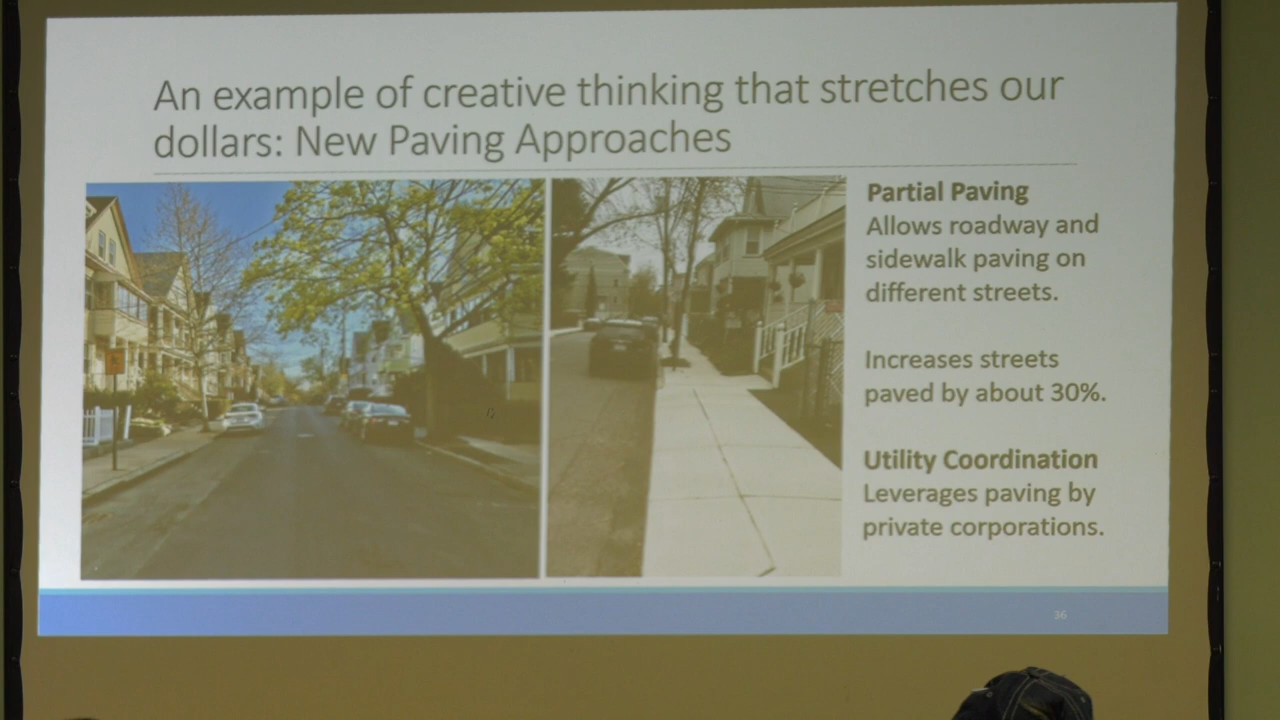 An example of creative thinking that stretches our
dollars: New Paving Approaches
Partial Paving
Allows roadway and
sidewalk paving on
different streets.
Increases streets
paved by about 30%.
Utility Coordination
Leverages paving by
private corporations.
36